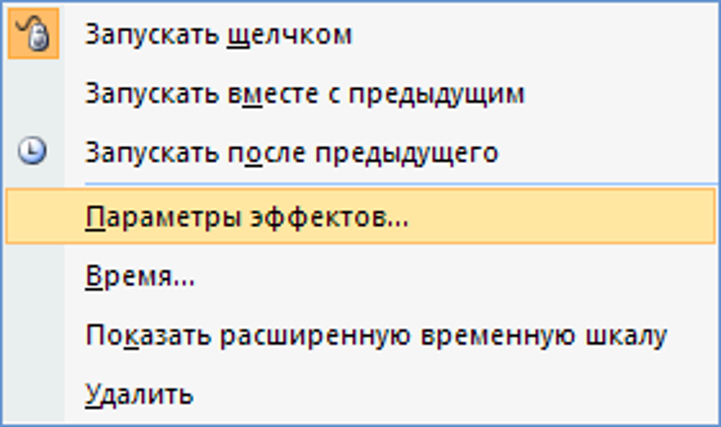 Запускать щелчком
Запускать вместе с предыдущим
Запускать после предыдущего
Параметры эффектов...
Время...
Показать расширенную временную шкалу
Удалить